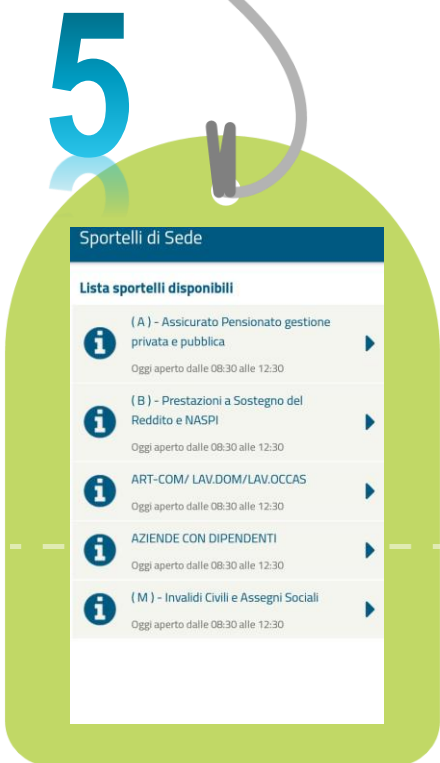 5
Sportelli di Sede
Lista sportelli disponibili
( A ) - Assicurato Pensionato gestione
privata e pubblica
Oggi aperto dalle 08:30 alle 12:30
( B ) - Prestazioni a Sostegno del
Reddito e NASPI
Oggi aperto dalle 08:30 alle 12:30
ART-COM/ LAV.DOM/LAV.OCCAS
Oggi aperto dalle 08:30 alle 12:30
AZIENDE CON DIPENDENTI
Oggi aperto dalle 08:30 alle 12:30
( M ) - Invalidi Civili e Assegni Sociali
Oggi aperto dalle 08:30 alle 12:30